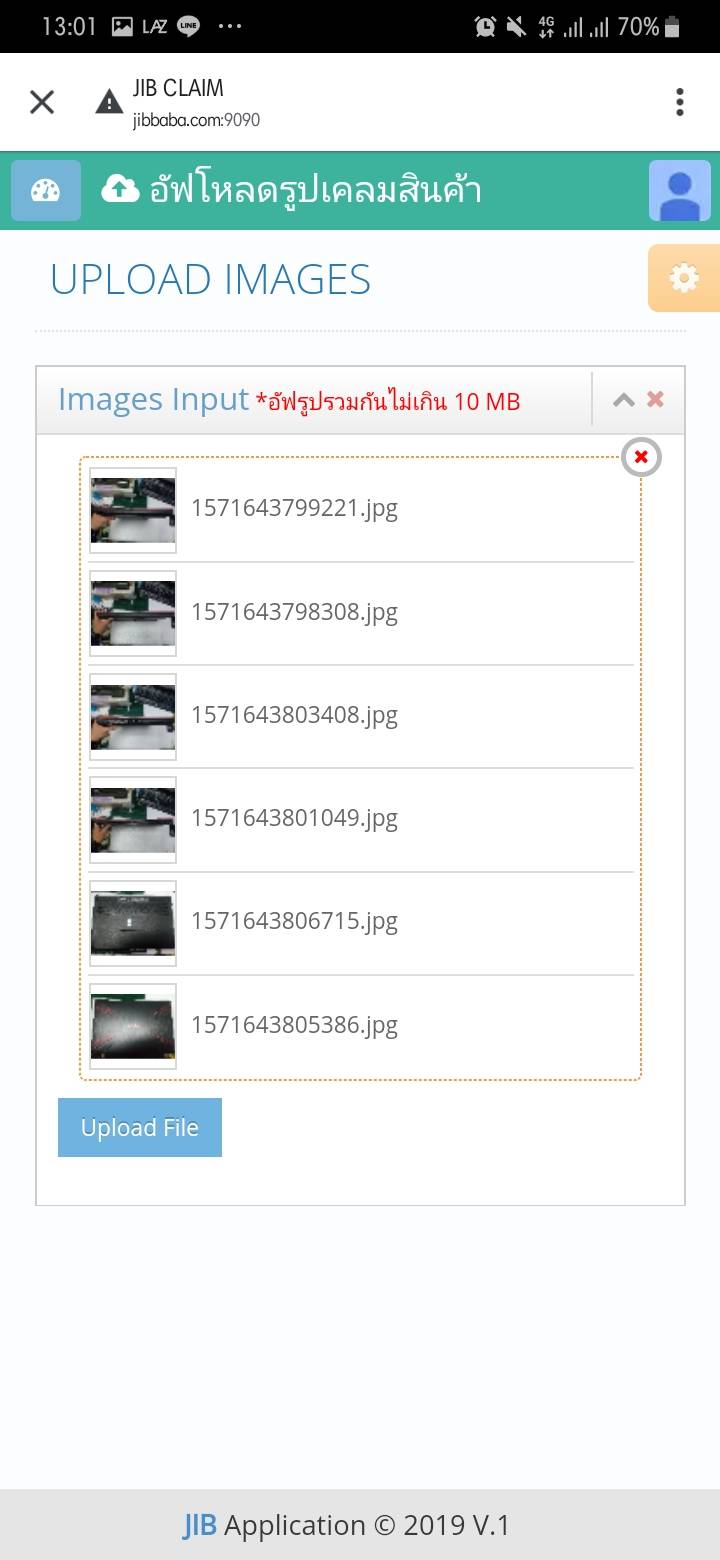 13:01 LAZ LINE ... 4G 70%
JIB CLAIM
jibbaba.com:9090
อัฟโหลดรูปเคลมสินค้า
UPLOAD IMAGES
Images Input *อัฟรูปรวมกันไม่เกิน 10 MB
1571643799221.jpg
1571643798308.jpg
1571643803408.jpg
1571643801049.jpg
1571643806715.jpg
1571643805386.jpg
Upload File
JIB Application © 2019 V.1